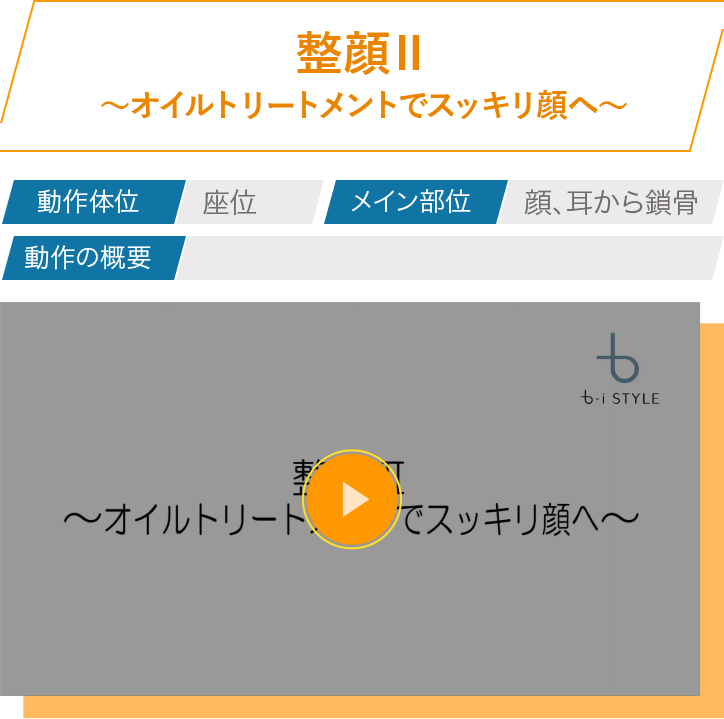 整顔Ⅱ
～オイルトリートメントでスッキリ顔へ～
動作体位 座位 メイン部位 顔、耳から鎖骨
動作の概要
b-i STYLE
整
～オイルトリート でスッキリ顔へ～